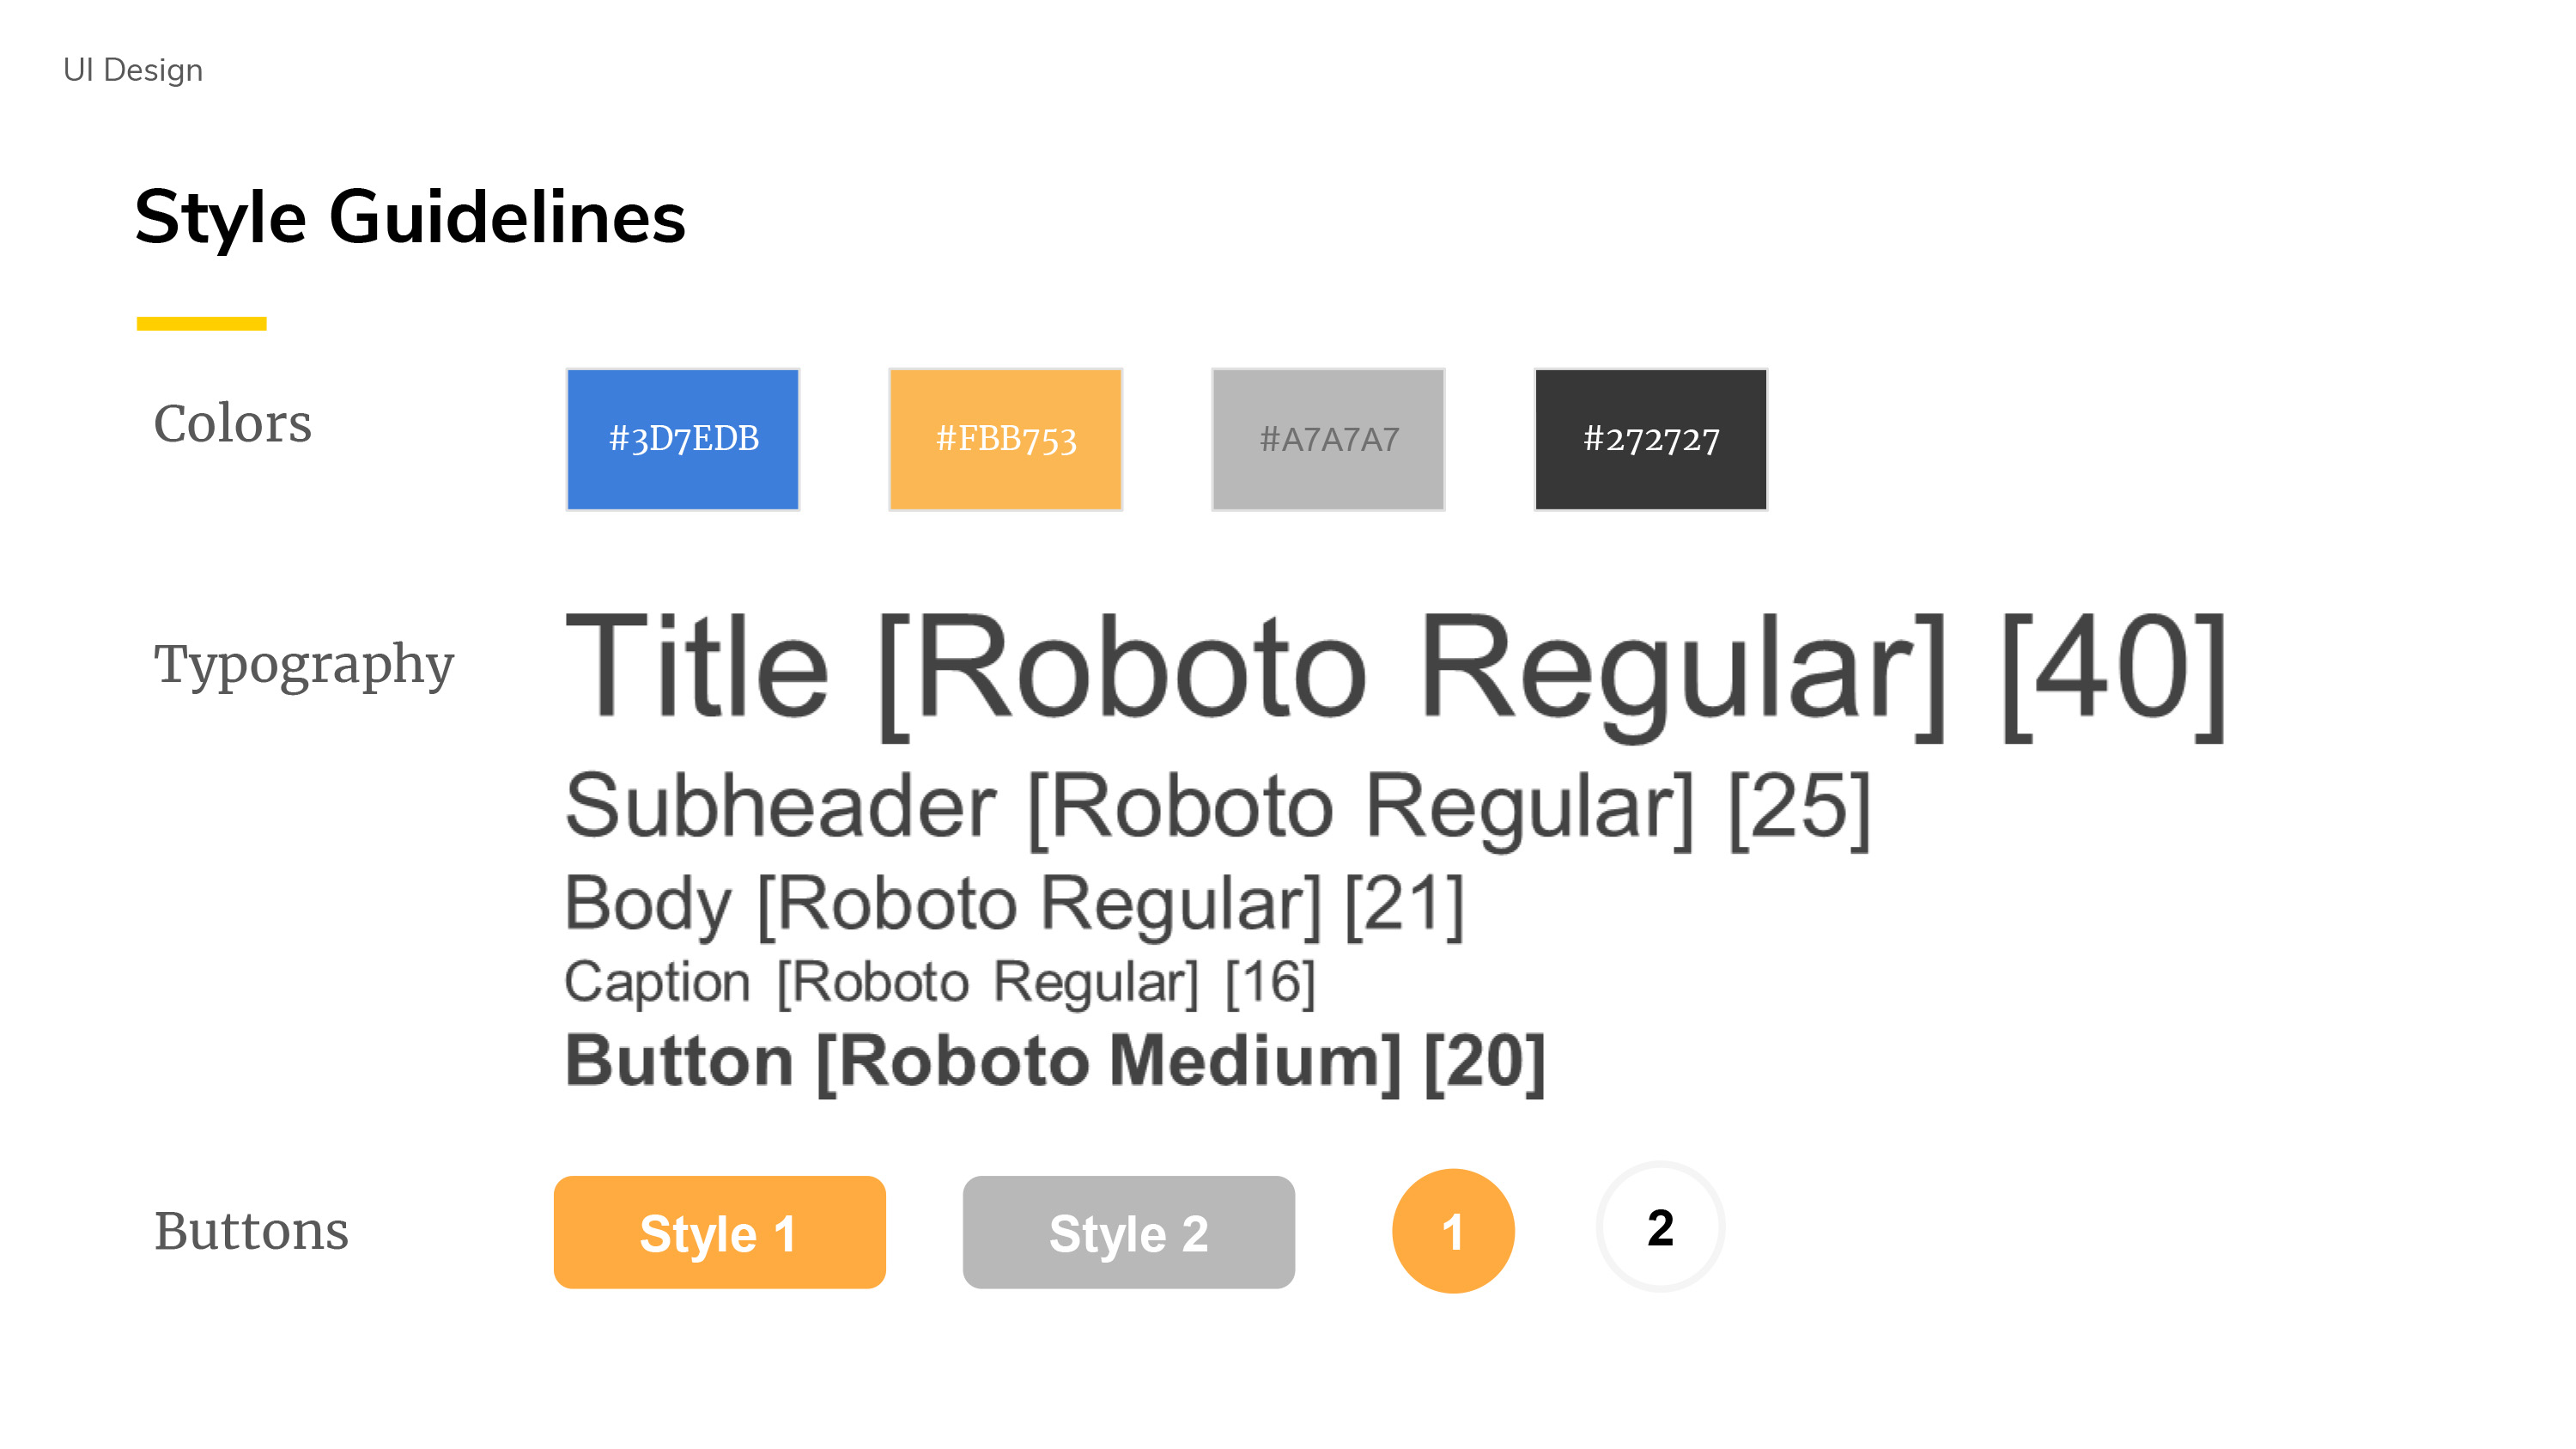 UI Design
Style Guidelines
Colors
#3D7EDB
#FBB753
#A7A7A7
#272727
Typography
Title [Roboto Regular] [40]
Subheader [Roboto Regular] [25]
Body [Roboto Regular] [21]
Caption [Roboto Regular] [16]
Button [Roboto Medium] [20]
Buttons
Style 1
Style 2
1
2